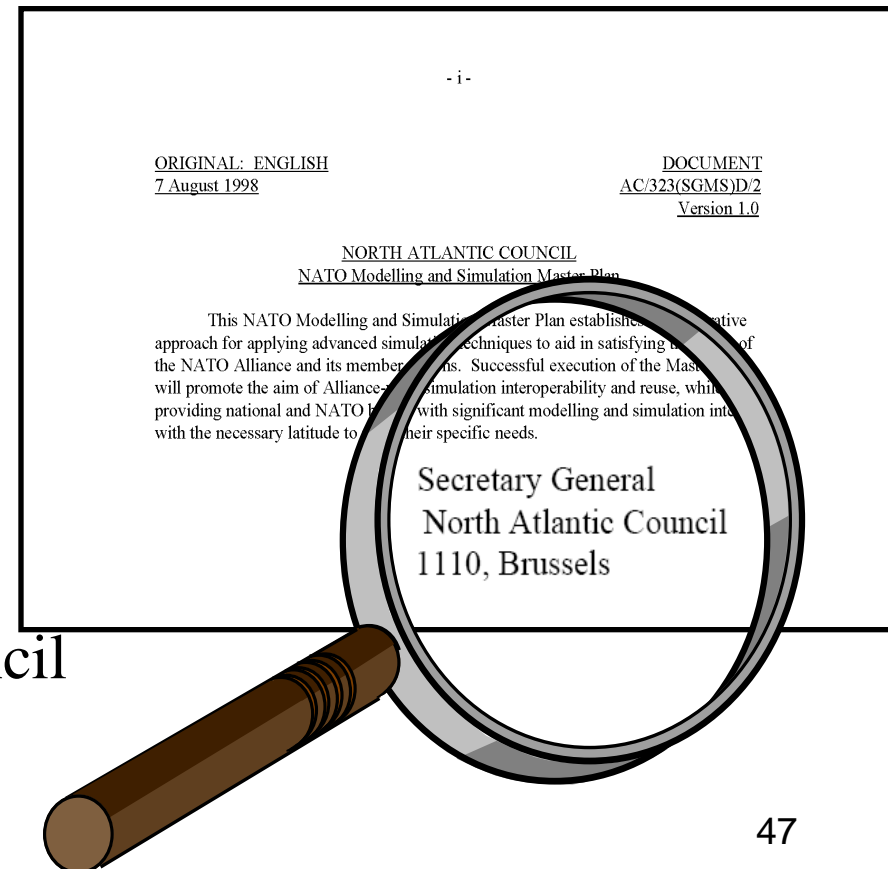 - i -
ORIGINAL: ENGLISH DOCUMENT
7 August 1998 AC/323(SGMS)D/2
Version 1.0
NORTH ATLANTIC COUNCIL
NATO Modelling and Simulation Master Plan
This NATO Modelling and Simulation Master Plan establishes
approach for applying advanced simulation techniques to aid in satisfying of
the NATO Alliance and its member Successful execution of the
will promote the aim of simulation interoperability and reuse, while
providing national and NATO with significant modelling and simulation
with the necessary latitude to their specific needs.
Secretary General
North Atlantic Council
1110, Brussels
47